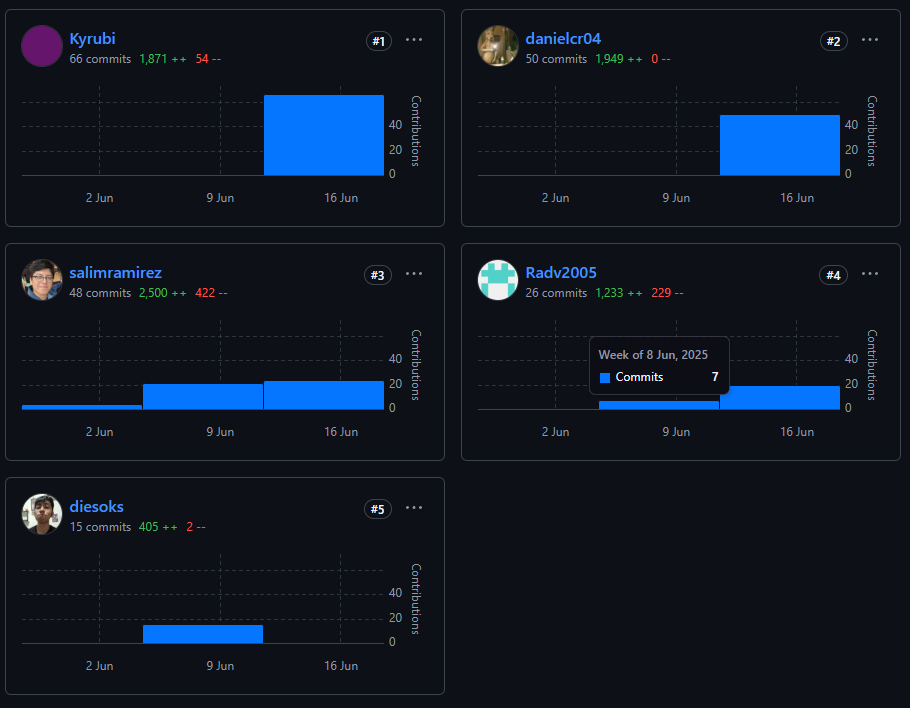 Kyrubi
#1
...
66 commits 1,871 ++ 54 --
40
20
0
Contributions
2 Jun 9 Jun 16 Jun
danielcr04
#2
...
50 commits 1,949 ++ 0 --
40
20
0
Contributions
2 Jun 9 Jun 16 Jun
salimramirez
#3
...
48 commits 2,500 ++ 422 --
40
20
0
Contributions
2 Jun 9 Jun 16 Jun
Radv2005
#4
...
26 commits 1,233 ++ 229 --
Week of 8 Jun, 2025
Commits 7
40
20
0
Contributions
2 Jun 9 Jun 16 Jun
diesoks
#5
...
15 commits 405 ++ 2 --
40
20
0
Contributions
2 Jun 9 Jun 16 Jun